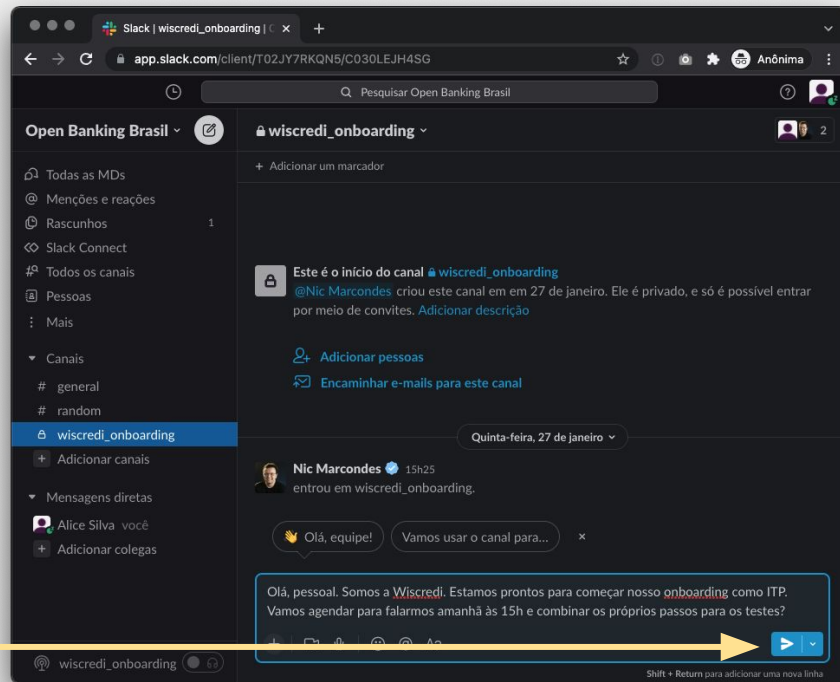 Slack | wiscredi_onboarding | C
app.slack.com/client/T02JY7RKQN5/C030LEJH4SG
Anônima
Pesquisar Open Banking Brasil
Open Banking Brasil
wiscredi_onboarding
2
+ Adicionar um marcador
Todas as MDs
Menções e reações
Rascunhos 1
Slack Connect
Todos os canais
Pessoas
Mais
Canais
# general
# random
wiscredi_onboarding
+ Adicionar canais
Mensagens diretas
Alice Silva você
+ Adicionar colegas
wiscredi_onboarding
Este é o início do canal wiscredi_onboarding
@Nic Marcondes criou este canal em em 27 de janeiro. Ele é privado, e só é possível entrar
por meio de convites. Adicionar descrição
Adicionar pessoas
Encaminhar e-mails para este canal
Quinta-feira, 27 de janeiro
Nic Marcondes 15h25
entrou em wiscredi_onboarding.
Olá, equipe!
Vamos usar o canal para...
Olá, pessoal. Somos a Wiscredi. Estamos prontos para começar nosso onboarding como ITP.
Vamos agendar para falarmos amanhã às 15h e combinar os próprios passos para os testes?
Shift + Return para adicionar uma nova linha